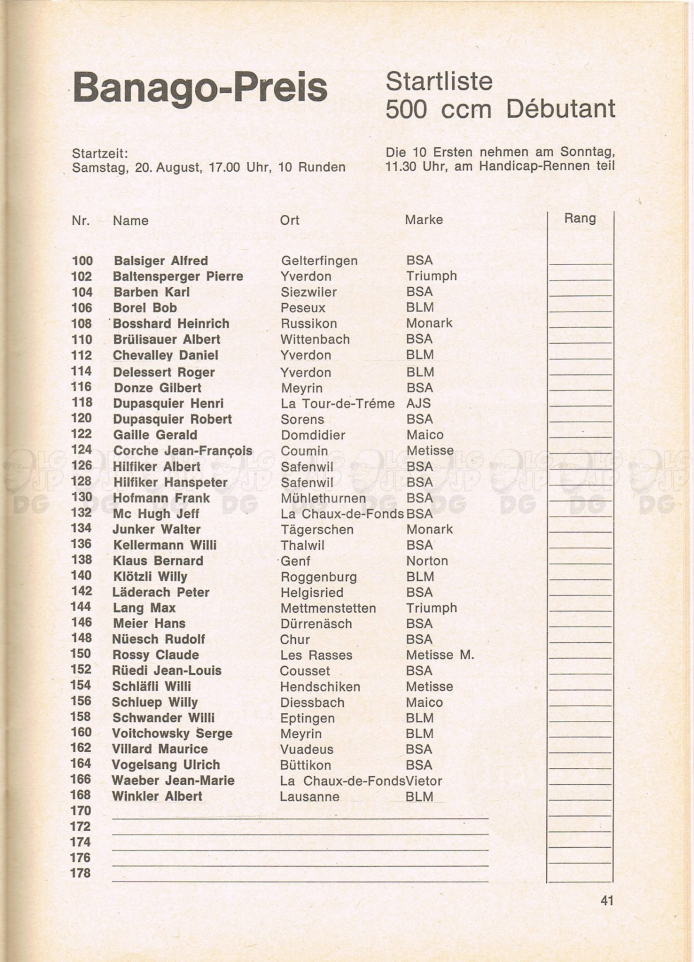 Banago-Preis
Startliste
500 ccm Débutant
Startzeit:
Samstag, 20. August, 17.00 Uhr, 10 Runden
Die 10 Ersten nehmen am Sonntag,
11.30 Uhr, am Handicap-Rennen teil
Nr. Name Ort Marke Rang
100 Balsiger Alfred Gelterfingen BSA
102 Baltensperger Pierre Yverdon Triumph
104 Barben Karl Siezwiler BSA
106 Borel Bob Peseux BLM
108 Bosshard Heinrich Russikon Monark
110 Brülisauer Albert Wittenbach BSA
112 Chevalley Daniel Yverdon BLM
114 Delessert Roger Yverdon BLM
116 Donze Gilbert Meyrin BSA
118 Dupasquier Henri La Tour-de-Tréme AJS
120 Dupasquier Robert Sorens BSA
122 Gaille Gerald Domdidier Maico
124 Corche Jean-François Coumin Metisse
126 Hilfiker Albert Safenwil BSA
128 Hilfiker Hanspeter Safenwil BSA
130 Hofmann Frank Mühlethurnen BSA
132 Mc Hugh Jeff La Chaux-de-Fonds BSA
134 Junker Walter Tägerschen Monark
136 Kellermann Willi Thalwil BSA
138 Klaus Bernard Genf Norton
140 Klötzli Willy Roggenburg BLM
142 Läderach Peter Helgisried BSA
144 Lang Max Mettmenstetten Triumph
146 Meier Hans Dürrenäsch BSA
148 Nüesch Rudolf Chur BSA
150 Rossy Claude Les Rasses Metisse M.
152 Rüedi Jean-Louis Cousset BSA
154 Schläfli Willi Hendschiken Metisse
156 Schluep Willy Diessbach Maico
158 Schwander Willi Eptingen BLM
160 Voitchowsky Serge Meyrin BLM
162 Villard Maurice Vuadeus BSA
164 Vogelsang Ulrich Büttikon BSA
166 Waeber Jean-Marie La Chaux-de-Fonds Vietor
168 Winkler Albert Lausanne BLM
170
172
174
176
178
41